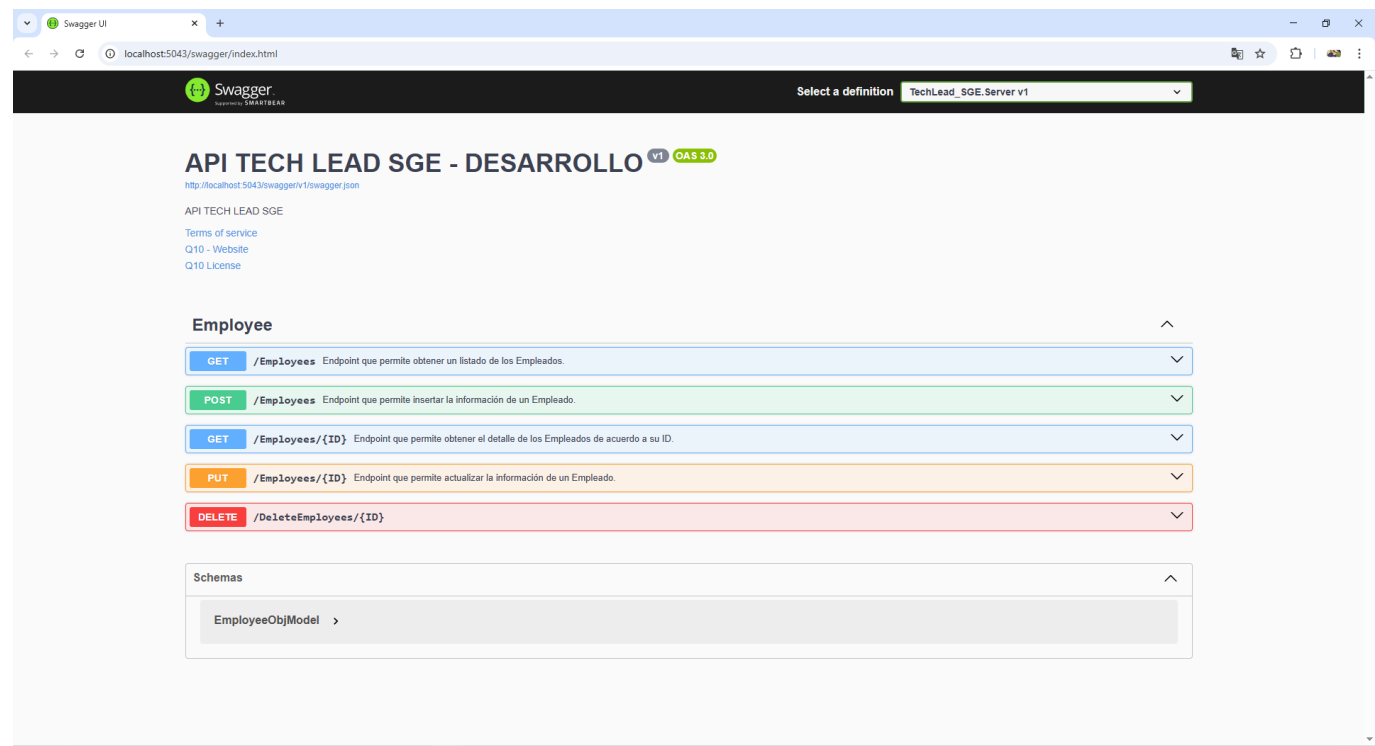 Swagger UI
localhost:5043/swagger/index.html
Swagger.
Supported by SMARTBEAR
Select a definition
TechLead_SGE.Server v1
API TECH LEAD SGE - DESARROLLO v1 OAS 3.0
http://localhost:5043/swagger/v1/swagger.json
API TECH LEAD SGE
Terms of service
Q10 - Website
Q10 License
Employee
GET /Employees Endpoint que permite obtener un listado de los Empleados.
POST /Employees Endpoint que permite insertar la información de un Empleado.
GET /Employees/{ID} Endpoint que permite obtener el detalle de los Empleados de acuerdo a su ID.
PUT /Employees/{ID} Endpoint que permite actualizar la información de un Empleado.
DELETE /DeleteEmployees/{ID}
Schemas
EmployeeObjModel